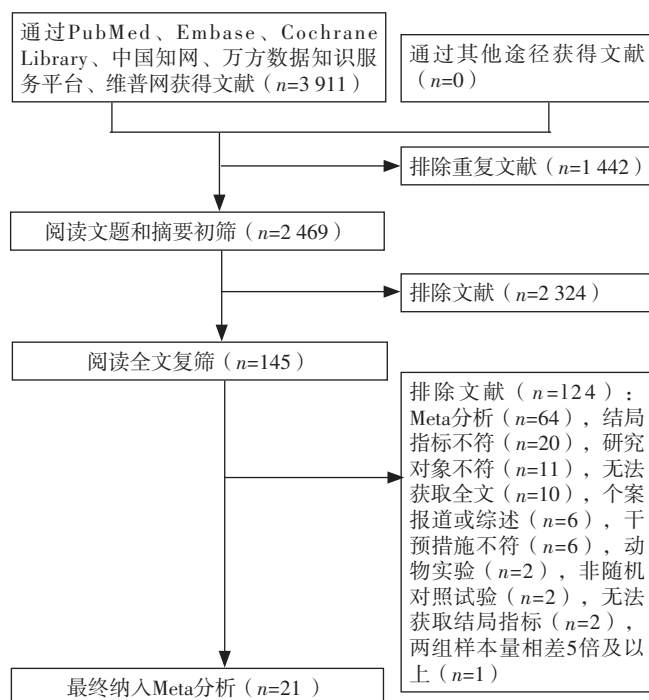 通过PubMed、Embase、Cochrane
Library、中国知网、万方数据知识服
务平台、维普网获得文献（n=3 911）
通过其他途径获得文献
（n=0）
排除重复文献（n=1 442）
阅读文题和摘要初筛（n=2 469）
排除文献（n=2 324）
阅读全文复筛（n=145）
排除文献（n=124）：
Meta分析（n=64），结局
指标不符（n=20），研究
对象不符（n=11），无法
获取全文（n=10），个案
报道或综述（n=6），干
预措施不符（n=6），动
物实验（n=2），非随机
对照试验（n=2），无法
获取结局指标（n=2），
两组样本量相差5倍及以
上（n=1）
最终纳入Meta分析（n=21）